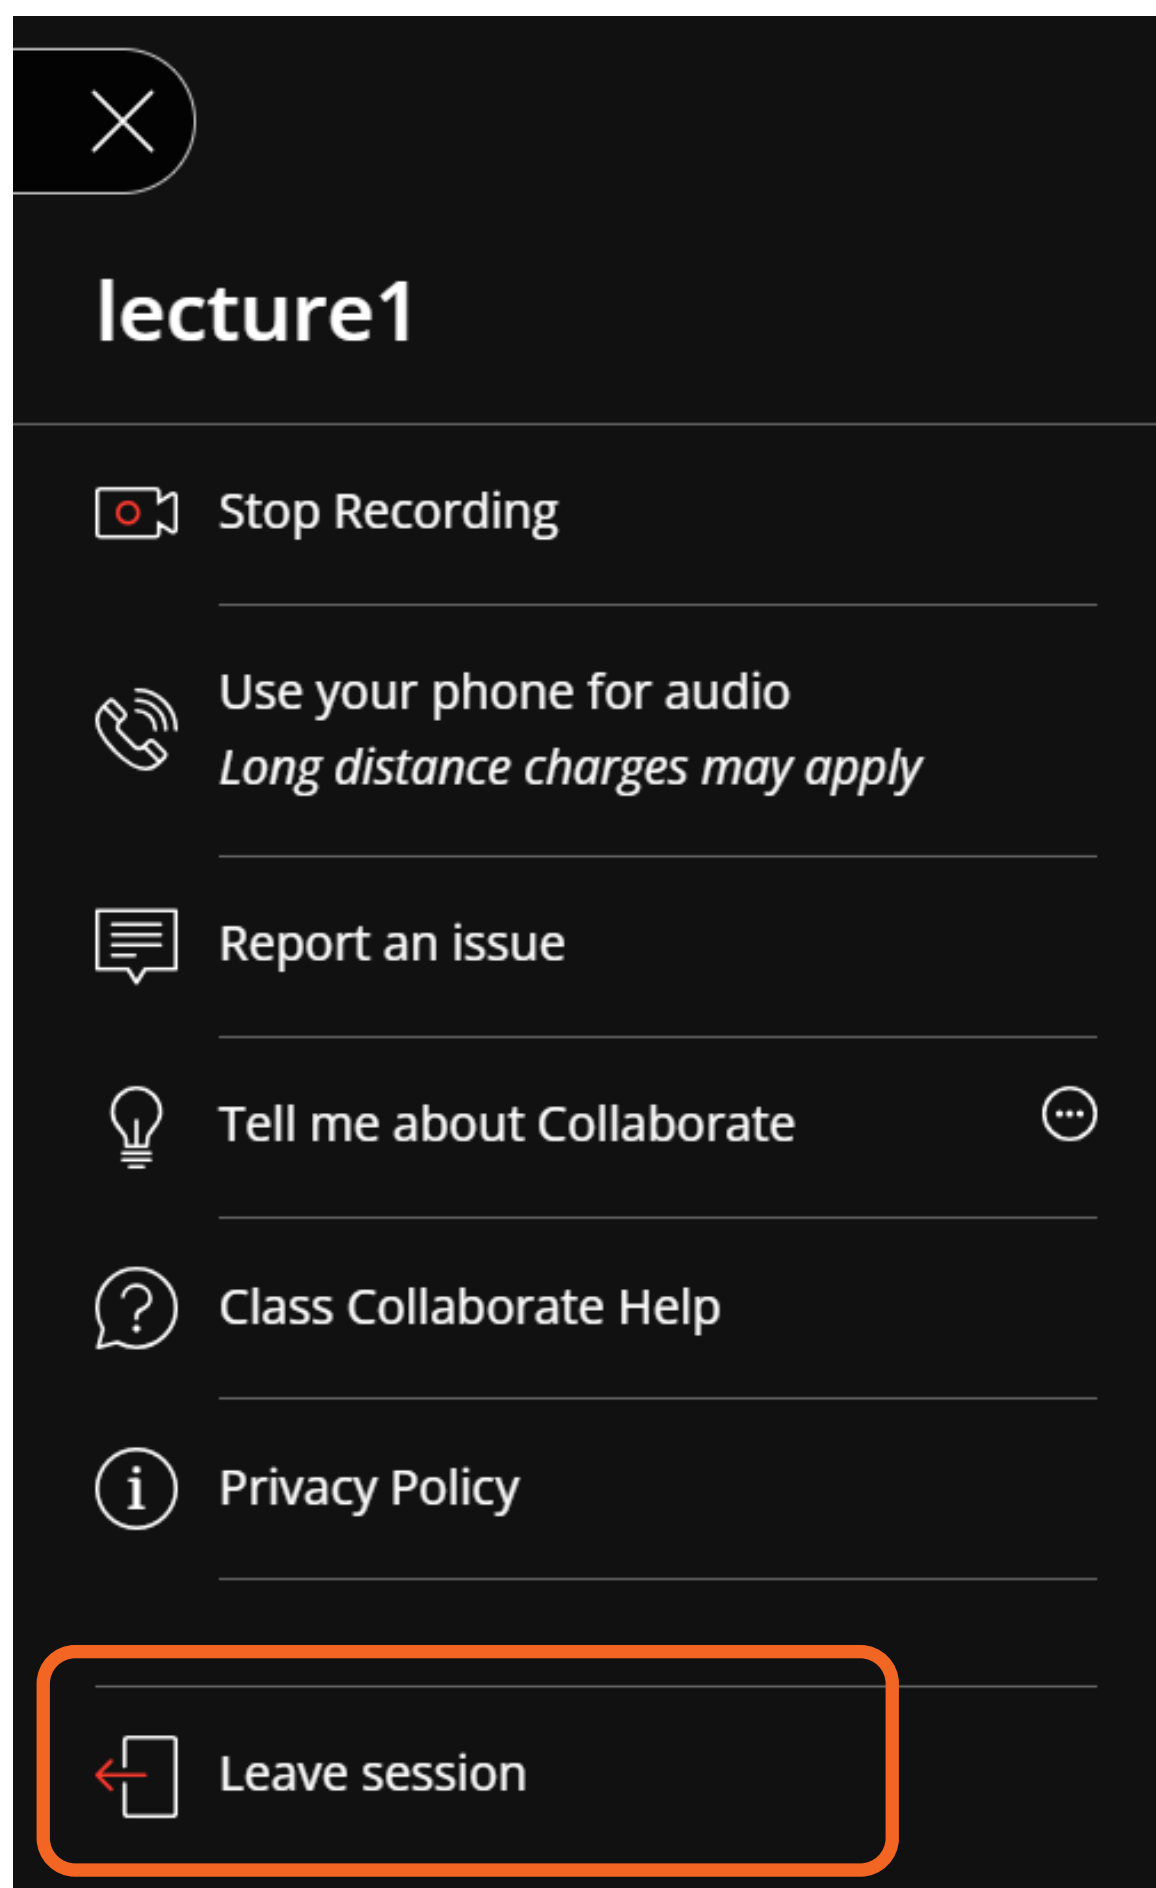 lecture1
Stop Recording
Use your phone for audio
Long distance charges may apply
Report an issue
Tell me about Collaborate
Class Collaborate Help
Privacy Policy
Leave session